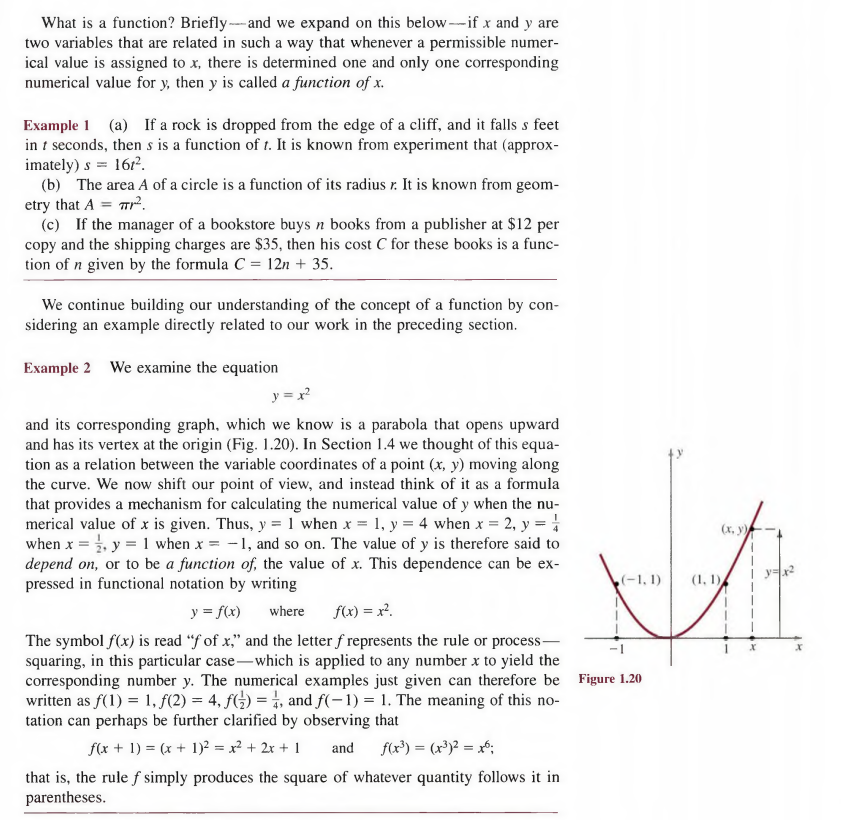 What is a function? Briefly—and we expand on this below—if x and y are
two variables that are related in such a way that whenever a permissible numer-
ical value is assigned to x, there is determined one and only one corresponding
numerical value for y, then y is called a function of x.
Example 1 (a) If a rock is dropped from the edge of a cliff, and it falls s feet
in t seconds, then s is a function of t. It is known from experiment that (approx-
imately) s = 16t².
(b) The area A of a circle is a function of its radius r. It is known from geom-
etry that A = πr².
(c) If the manager of a bookstore buys n books from a publisher at $12 per
copy and the shipping charges are $35, then his cost C for these books is a func-
tion of n given by the formula C = 12n + 35.
We continue building our understanding of the concept of a function by con-
sidering an example directly related to our work in the preceding section.
Example 2 We examine the equation
y = x²
and its corresponding graph, which we know is a parabola that opens upward
and has its vertex at the origin (Fig. 1.20). In Section 1.4 we thought of this equa-
tion as a relation between the variable coordinates of a point (x, y) moving along
the curve. We now shift our point of view, and instead think of it as a formula
that provides a mechanism for calculating the numerical value of y when the nu-
merical value of x is given. Thus, y = 1 when x = 1, y = 4 when x = 2, y = ¼
when x = ½, y = 1 when x = −1, and so on. The value of y is therefore said to
depend on, or to be a function of, the value of x. This dependence can be ex-
pressed in functional notation by writing
y = f(x) where f(x) = x².
The symbol f(x) is read “f of x,” and the letter f represents the rule or process—
squaring, in this particular case—which is applied to any number x to yield the
corresponding number y. The numerical examples just given can therefore be
written as f(1) = 1, f(2) = 4, f(½) = ¼, and f(−1) = 1. The meaning of this no-
tation can perhaps be further clarified by observing that
f(x + 1) = (x + 1)² = x² + 2x + 1 and f(x³) = (x³)² = x⁶;
that is, the rule f simply produces the square of whatever quantity follows it in
parentheses.
y
(x, y)
(−1, 1) (1, 1) y=x²
−1 1 x x
Figure 1.20